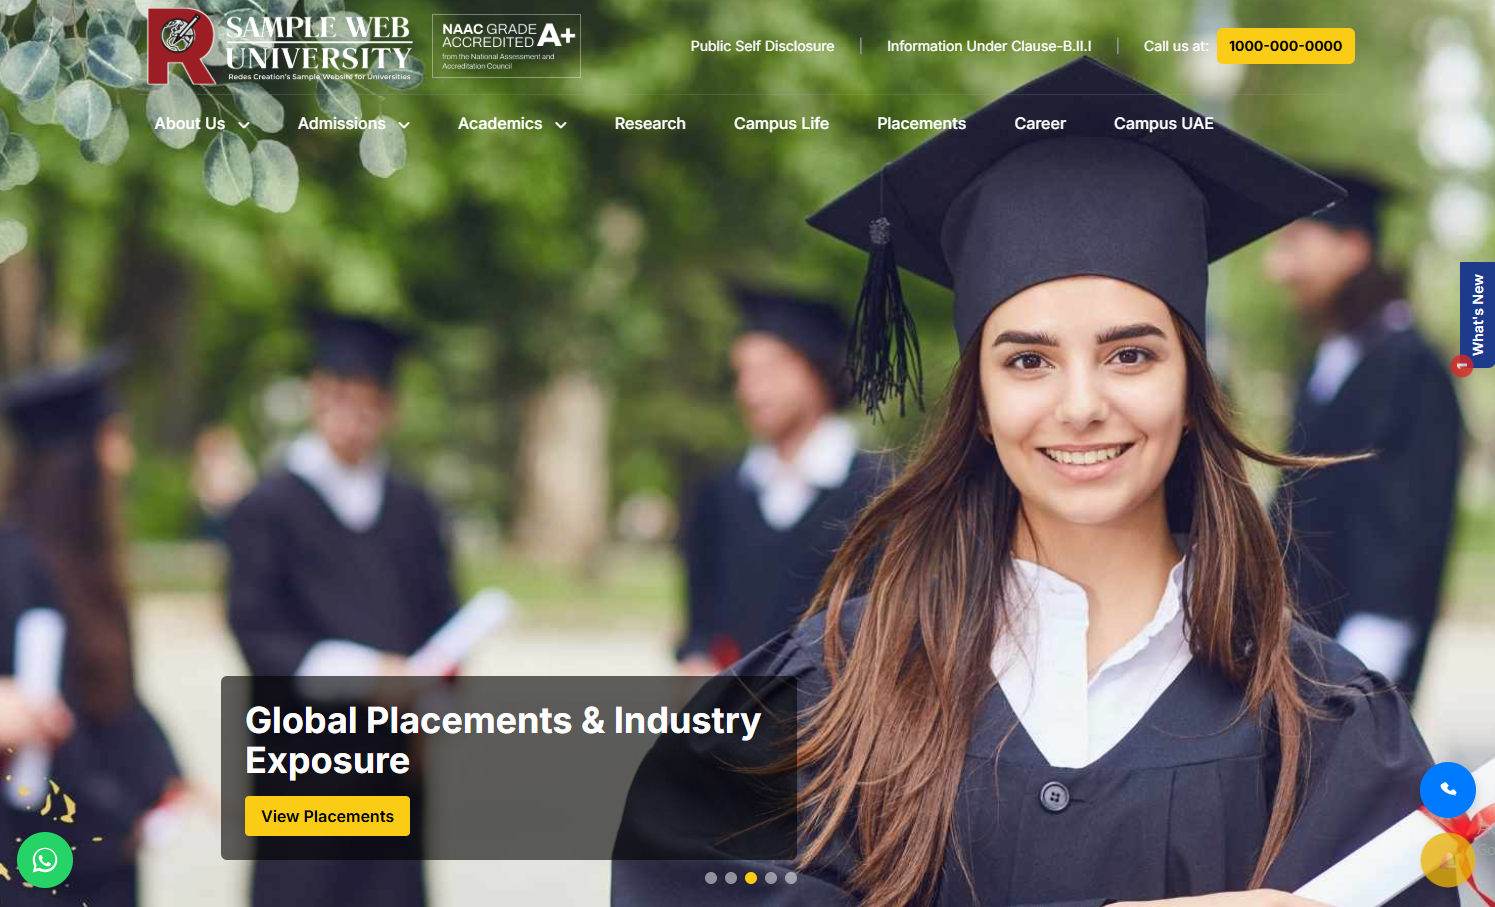 SAMPLE WEB
UNIVERSITY
Redes Creation's Sample Website for Universities
NAAC GRADE
ACCREDITED A+
from the National Assessment and
Accreditation Council
Public Self Disclosure
Information Under Clause-B.II.I
Call us at: 1000-000-0000
About Us
Admissions
Academics
Research
Campus Life
Placements
Career
Campus UAE
What's New
1
Global Placements & Industry
Exposure
View Placements
Go